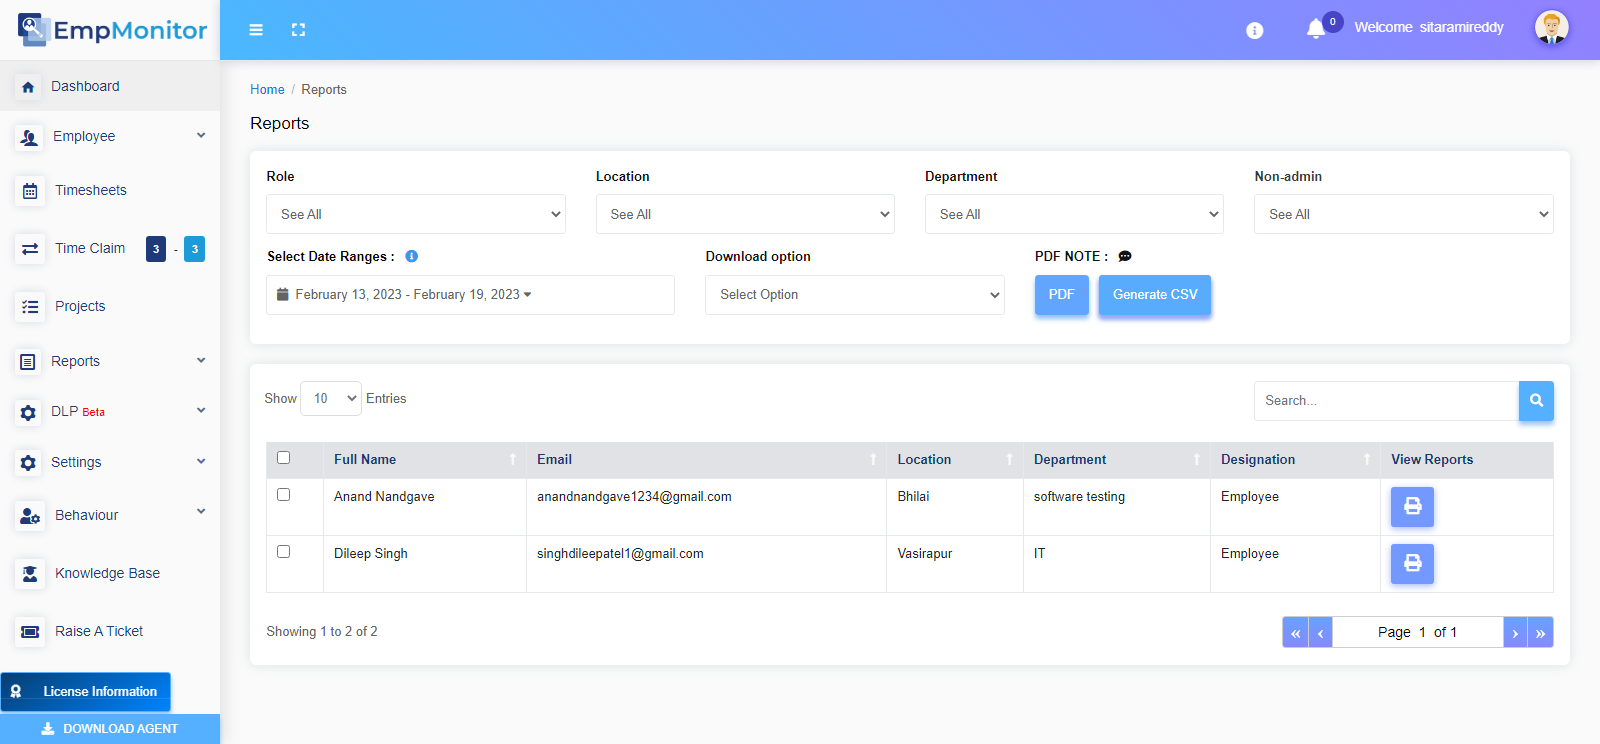 EmpMonitor
0
Welcome sitaramireddy
Dashboard
Employee
Timesheets
Time Claim 3 - 3
Projects
Reports
DLP Beta
Settings
Behaviour
Knowledge Base
Raise A Ticket
License Information
DOWNLOAD AGENT
Home / Reports
Reports
Role
Location
Department
Non-admin
See All
See All
See All
See All
Select Date Ranges :
Download option
PDF NOTE :
February 13, 2023 - February 19, 2023
Select Option
PDF
Generate CSV
Show 10 Entries
Search...
Full Name
Email
Location
Department
Designation
View Reports
Anand Nandgave
anandnandgave1234@gmail.com
Bhilai
software testing
Employee
Dileep Singh
singhdileepatel1@gmail.com
Vasirapur
IT
Employee
Showing 1 to 2 of 2
« ‹ Page 1 of 1 › »